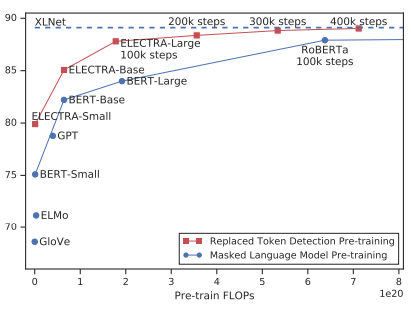 90
85
80
75
70
XLNet
200k steps
300k steps
400k steps
ELECTRA-Large
100k steps
RoBERTa
100k steps
ELECTRA-Base
BERT-Large
BERT-Base
ELECTRA-Small
GPT
BERT-Small
ELMo
GloVe
Replaced Token Detection Pre-training
Masked Language Model Pre-training
0 1 2 3 4 5 6 7 8
1e20
Pre-train FLOPs